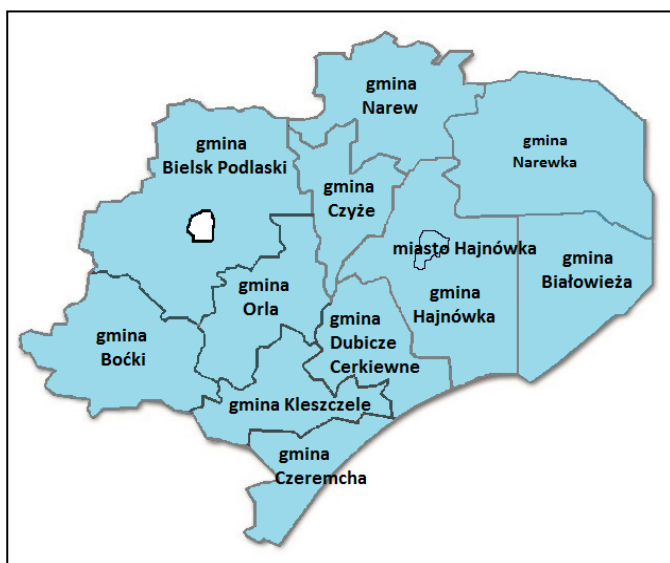 gmina
Narew
gmina
Bielsk Podlaski
gmina
Narewka
gmina
Czyże
miasto Hajnówka
gmina
Białowieża
gmina
Orla
gmina
Hajnówka
gmina
Boćki
gmina
Dubicze
Cerkiewne
gmina Kleszczele
gmina
Czeremcha